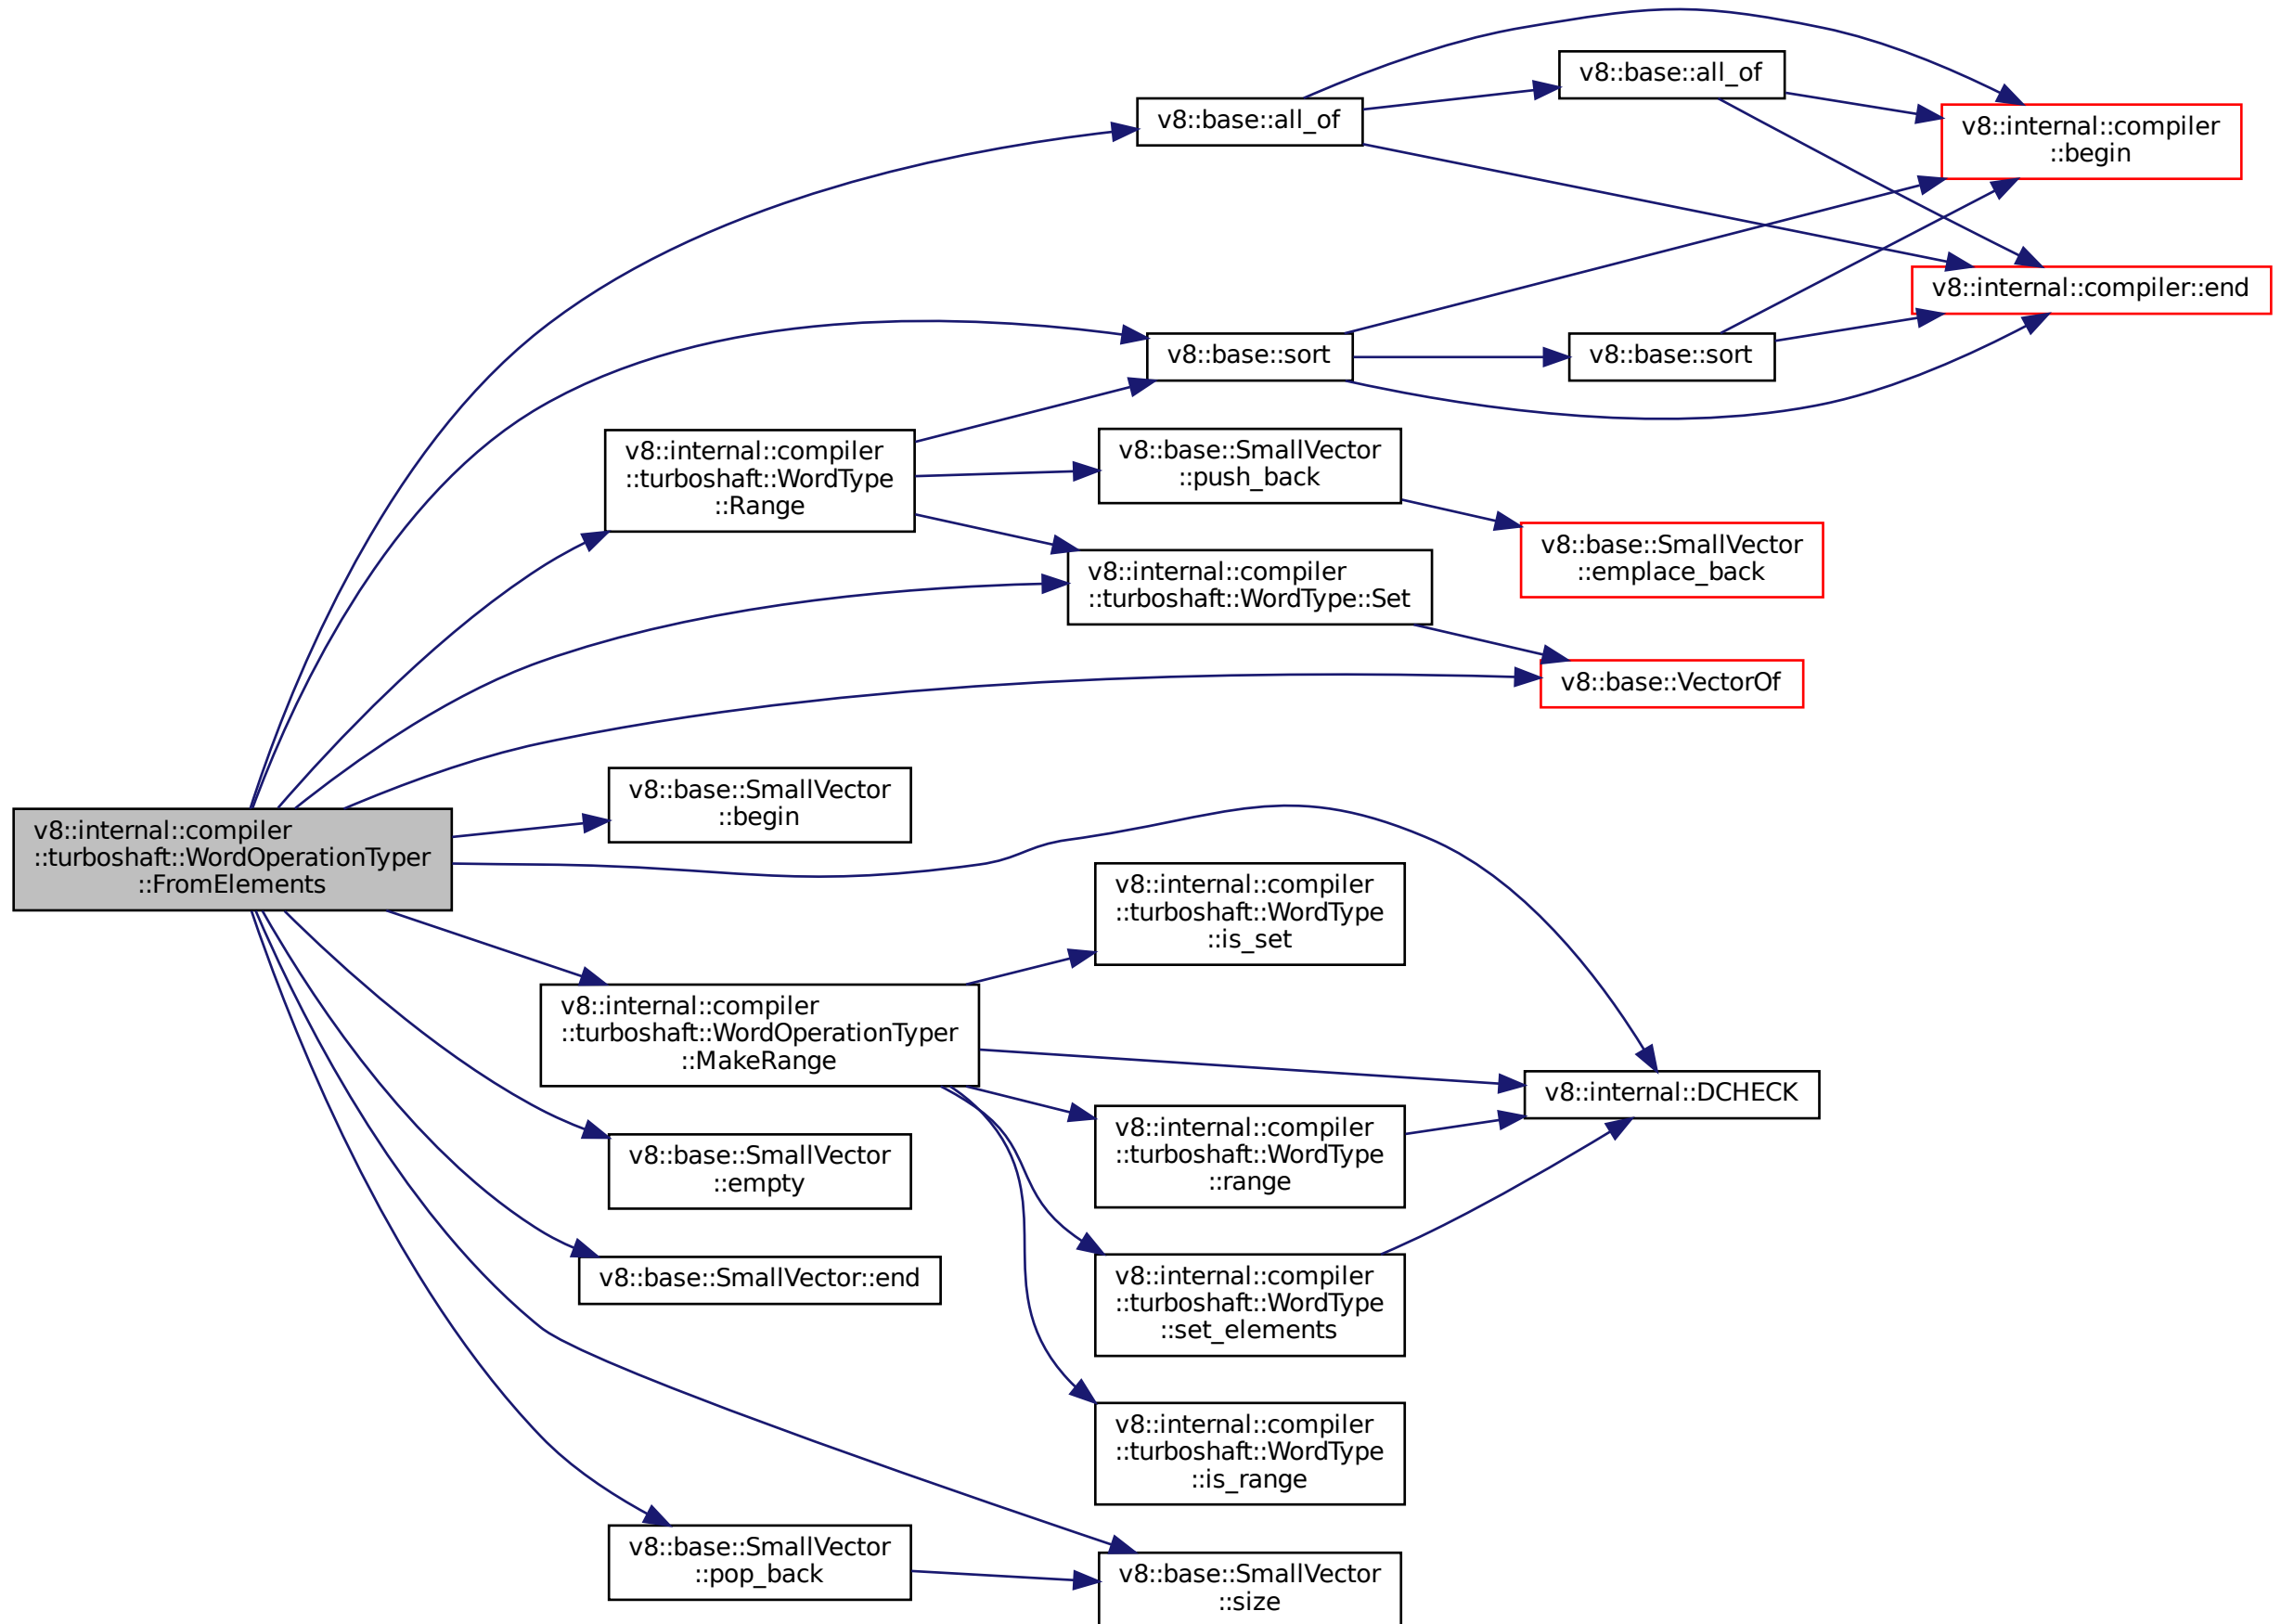 v8::internal::compiler
::turboshaft::WordOperationTyper
::FromElements
v8::base::all_of
v8::base::all_of
v8::internal::compiler
::begin
v8::internal::compiler::end
v8::base::sort
v8::base::sort
v8::internal::compiler
::turboshaft::WordType
::Range
v8::base::SmallVector
::push_back
v8::base::SmallVector
::emplace_back
v8::internal::compiler
::turboshaft::WordType::Set
v8::base::VectorOf
v8::base::SmallVector
::begin
v8::internal::compiler
::turboshaft::WordType
::is_set
v8::internal::compiler
::turboshaft::WordOperationTyper
::MakeRange
v8::internal::DCHECK
v8::internal::compiler
::turboshaft::WordType
::range
v8::base::SmallVector
::empty
v8::base::SmallVector::end
v8::internal::compiler
::turboshaft::WordType
::set_elements
v8::internal::compiler
::turboshaft::WordType
::is_range
v8::base::SmallVector
::pop_back
v8::base::SmallVector
::size